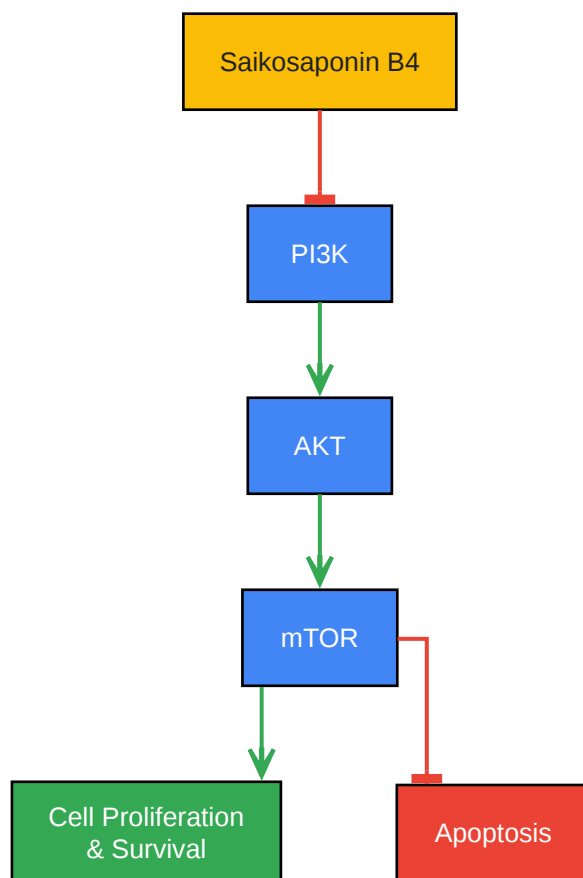 Saikosaponin B4
PI3K
AKT
mTOR
Cell Proliferation
& Survival
Apoptosis